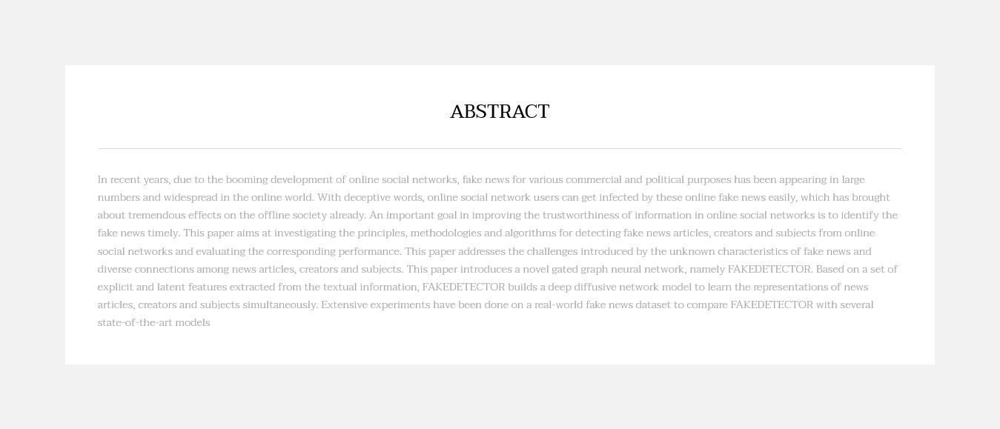 ABSTRACT
In recent years, due to the booming development of online social networks, fake news for various commercial and political purposes has been appearing in large
numbers and widespread in the online world. With deceptive words, online social network users can get infected by these online fake news easily, which has brought
about tremendous effects on the offline society already. An important goal in improving the trustworthiness of information in online social networks is to identify the
fake news timely. This paper aims at investigating the principles, methodologies and algorithms for detecting fake news articles, creators and subjects from online
social networks and evaluating the corresponding performance. This paper addresses the challenges introduced by the unknown characteristics of fake news and
diverse connections among news articles, creators and subjects. This paper introduces a novel gated graph neural network, namely FAKEDETECTOR. Based on a set of
explicit and latent features extracted from the textual information, FAKEDETECTOR builds a deep diffusive network model to learn the representations of news
articles, creators and subjects simultaneously. Extensive experiments have been done on a real-world fake news dataset to compare FAKEDETECTOR with several
state-of-the-art models